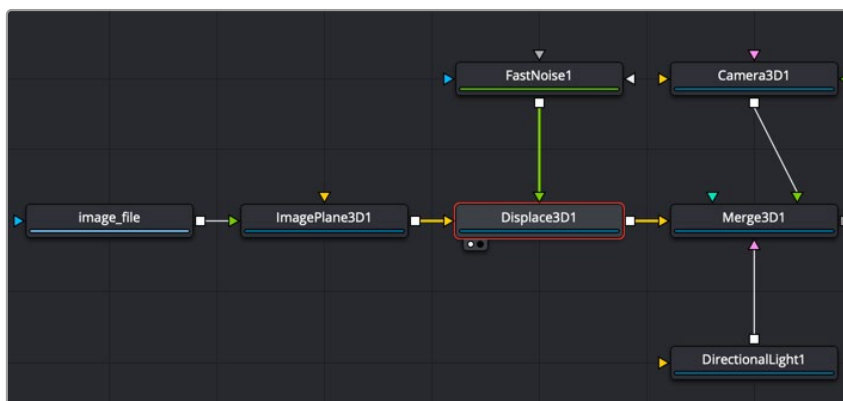 FastNoise1
Camera3D1
image_file
ImagePlane3D1
Displace3D1
Merge3D1
DirectionalLight1